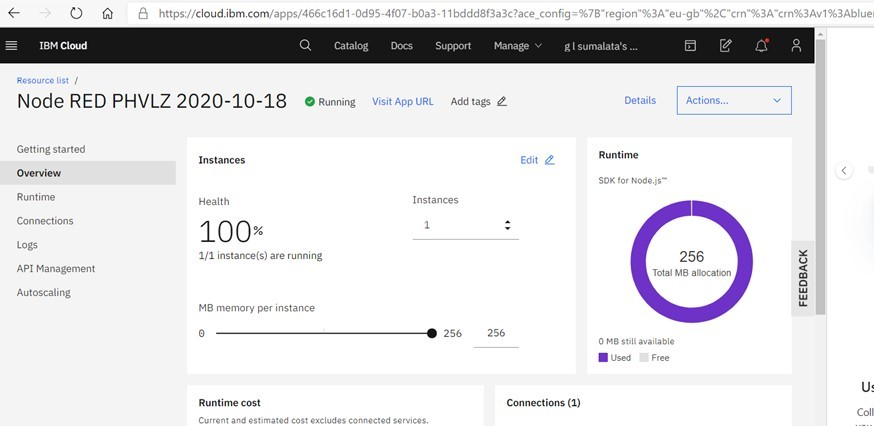 https://cloud.ibm.com/apps/466c16d1-0d95-4f07-b0a3-11bddd8f3a3c?ace_config=%7B"region"%3A"eu-gb"%2C"crn"%3A"crn%3Av1%3Abluer
IBM Cloud Catalog Docs Support Manage g l sumalata's ...
Resource list /
Node RED PHVLZ 2020-10-18 Running Visit App URL Add tags Details Actions...
Getting started
Overview
Runtime
Connections
Logs
API Management
Autoscaling
Instances Edit
Health
100%
1/1 instance(s) are running
Instances
1
MB memory per instance
0 256 256
Runtime
SDK for Node.js™
256
Total MB allocation
0 MB still available
Used Free
FEEDBACK
Runtime cost
Current and estimated cost excludes connected services.
Connections (1)
Us
Coll